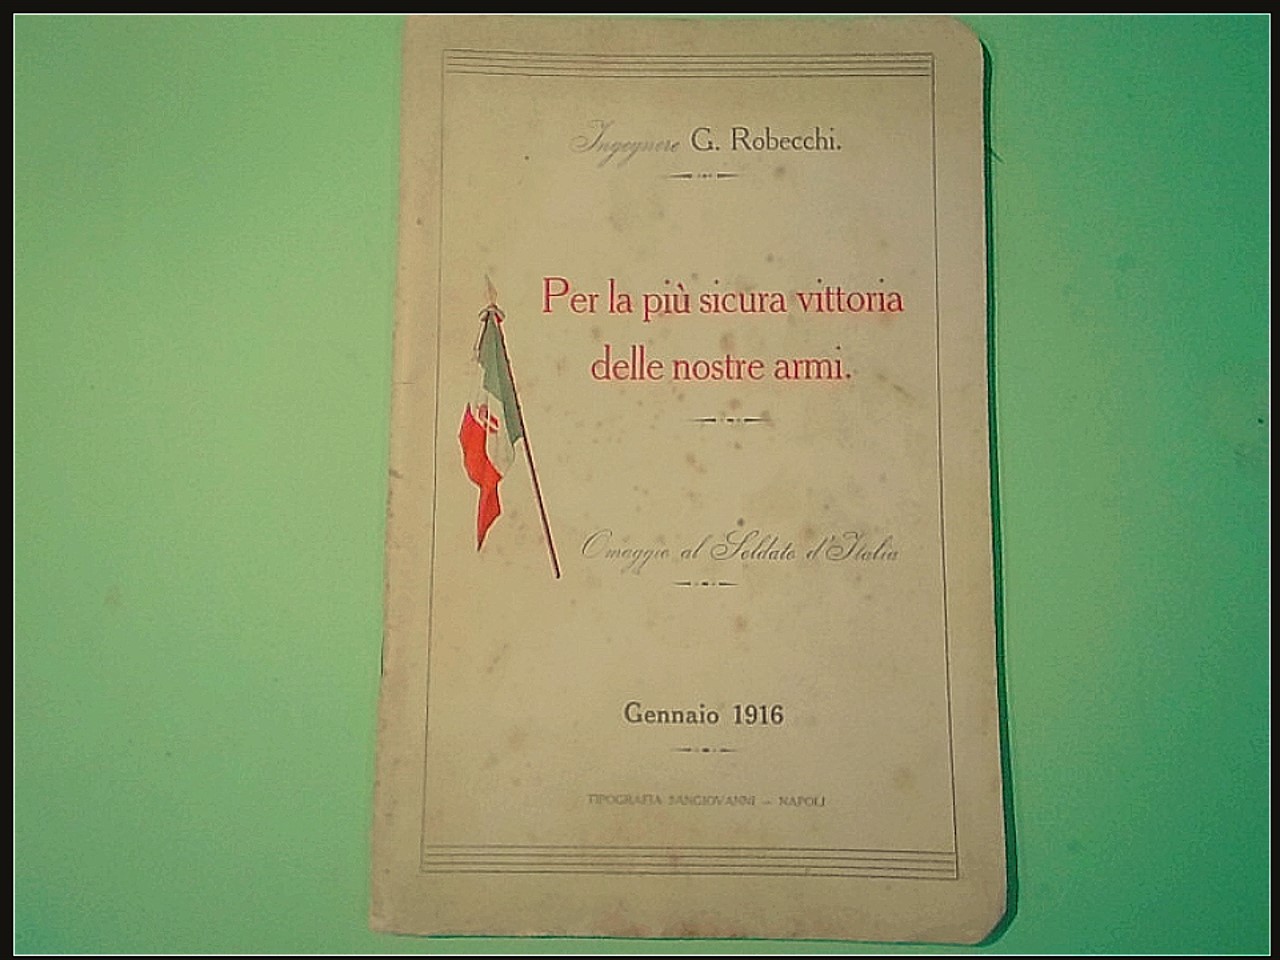 Ingegnere G. Robecchi.
Per la più sicura vittoria
delle nostre armi.
Omaggio al Soldato d'Italia
Gennaio 1916
TIPOGRAFIA SANGIOVANNI - NAPOLI